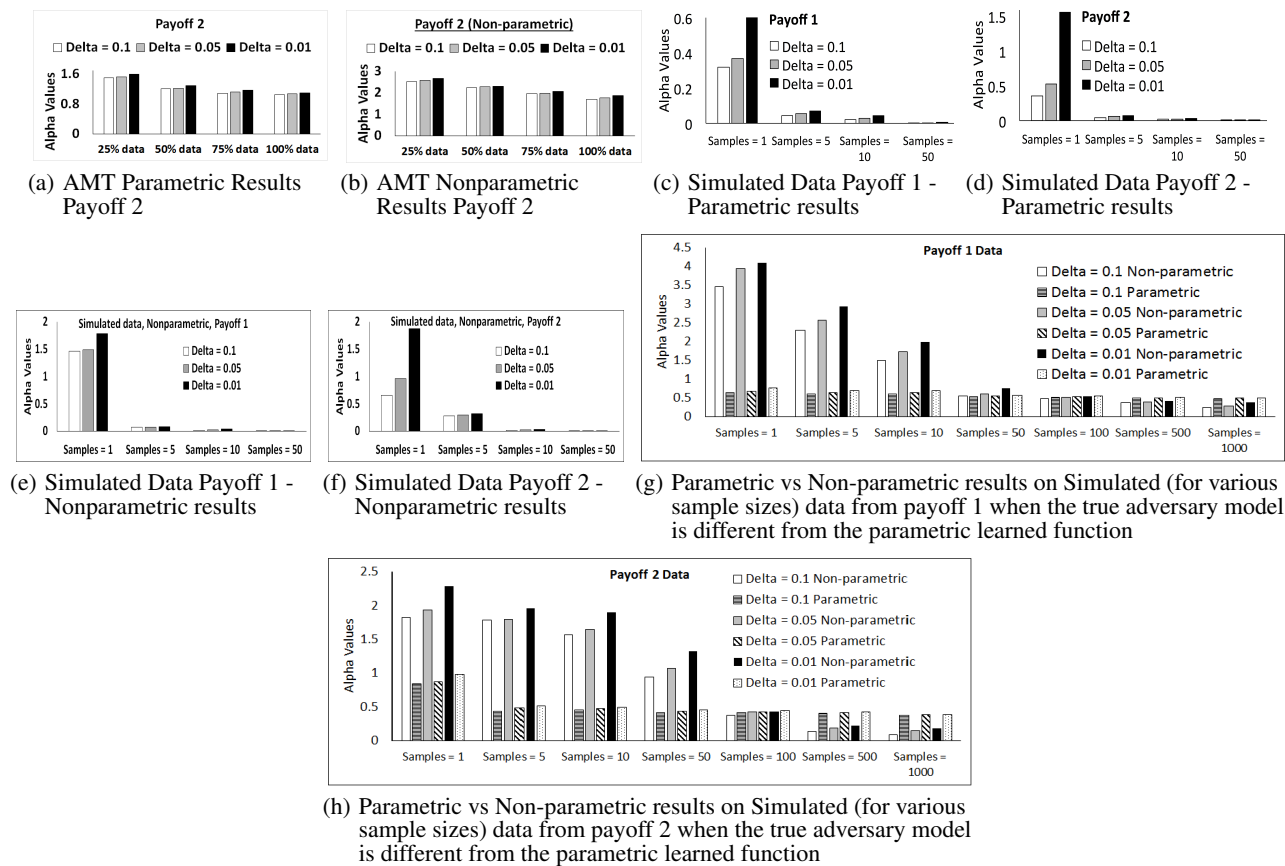 Payoff 2
Delta = 0.1 Delta = 0.05 Delta = 0.01
Alpha Values
1.6
0.8
0
25% data 50% data 75% data 100% data
(a) AMT Parametric Results
Payoff 2
Payoff 2 (Non-parametric)
Delta = 0.1 Delta = 0.05 Delta = 0.01
Alpha Values
3
2
1
0
25% data 50% data 75% data 100% data
(b) AMT Nonparametric
Results Payoff 2
Payoff 1
Delta = 0.1
Delta = 0.05
Delta = 0.01
Alpha Values
0.6
0.4
0.2
0
Samples = 1 Samples = 5 Samples = Samples =
10 50
(c) Simulated Data Payoff 1 -
Parametric results
Payoff 2
Delta = 0.1
Delta = 0.05
Delta = 0.01
Alpha Values
1.5
1
0.5
0
Samples = 1 Samples = 5 Samples = Samples =
10 50
(d) Simulated Data Payoff 2 -
Parametric results
Simulated data, Nonparametric, Payoff 1
Delta = 0.1
Delta = 0.05
Delta = 0.01
Alpha Values
2
1.5
1
0.5
0
Samples = 1 Samples = 5 Samples = 10 Samples = 50
(e) Simulated Data Payoff 1 -
Nonparametric results
Simulated data, Nonparametric, Payoff 2
Delta = 0.1
Delta = 0.05
Delta = 0.01
Alpha Values
2
1.5
1
0.5
0
Samples = 1 Samples = 5 Samples = 10 Samples = 50
(f) Simulated Data Payoff 2 -
Nonparametric results
Payoff 1 Data
Delta = 0.1 Non-parametric
Delta = 0.1 Parametric
Delta = 0.05 Non-parametric
Delta = 0.05 Parametric
Delta = 0.01 Non-parametric
Delta = 0.01 Parametric
Alpha Values
4.5
4
3.5
3
2.5
2
1.5
1
0.5
0
Samples = 1 Samples = 5 Samples = 10 Samples = 50 Samples = 100 Samples = 500 Samples =
1000
(g) Parametric vs Non-parametric results on Simulated (for various
sample sizes) data from payoff 1 when the true adversary model
is different from the parametric learned function
Payoff 2 Data
Delta = 0.1 Non-parametric
Delta = 0.1 Parametric
Delta = 0.05 Non-parametric
Delta = 0.05 Parametric
Delta = 0.01 Non-parametric
Delta = 0.01 Parametric
Alpha Values
2.5
2
1.5
1
0.5
0
Samples = 1 Samples = 5 Samples = 10 Samples = 50 Samples = 100 Samples = 500 Samples =
1000
(h) Parametric vs Non-parametric results on Simulated (for various
sample sizes) data from payoff 2 when the true adversary model
is different from the parametric learned function